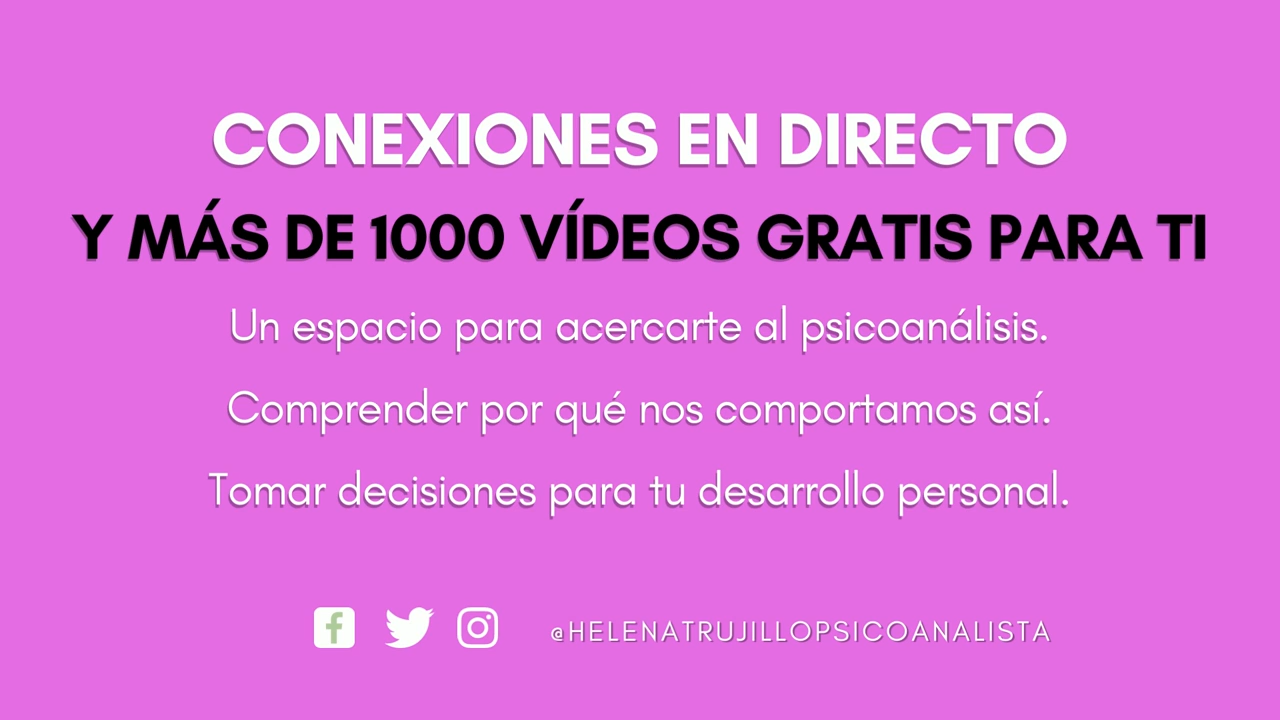 CONEXIONES EN DIRECTO
Y MÁS DE 1000 VÍDEOS GRATIS PARA TI
Un espacio para acercarte al psicoanálisis.
Comprender por qué nos comportamos así.
Tomar decisiones para tu desarrollo personal.
@HELENATRUJILLOPSICOANALISTA